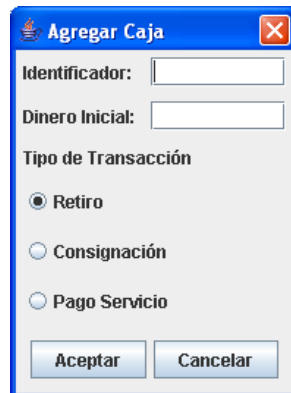 Agregar Caja
Identificador:
Dinero Inicial:
Tipo de Transacción
Retiro
Consignación
Pago Servicio
Aceptar Cancelar